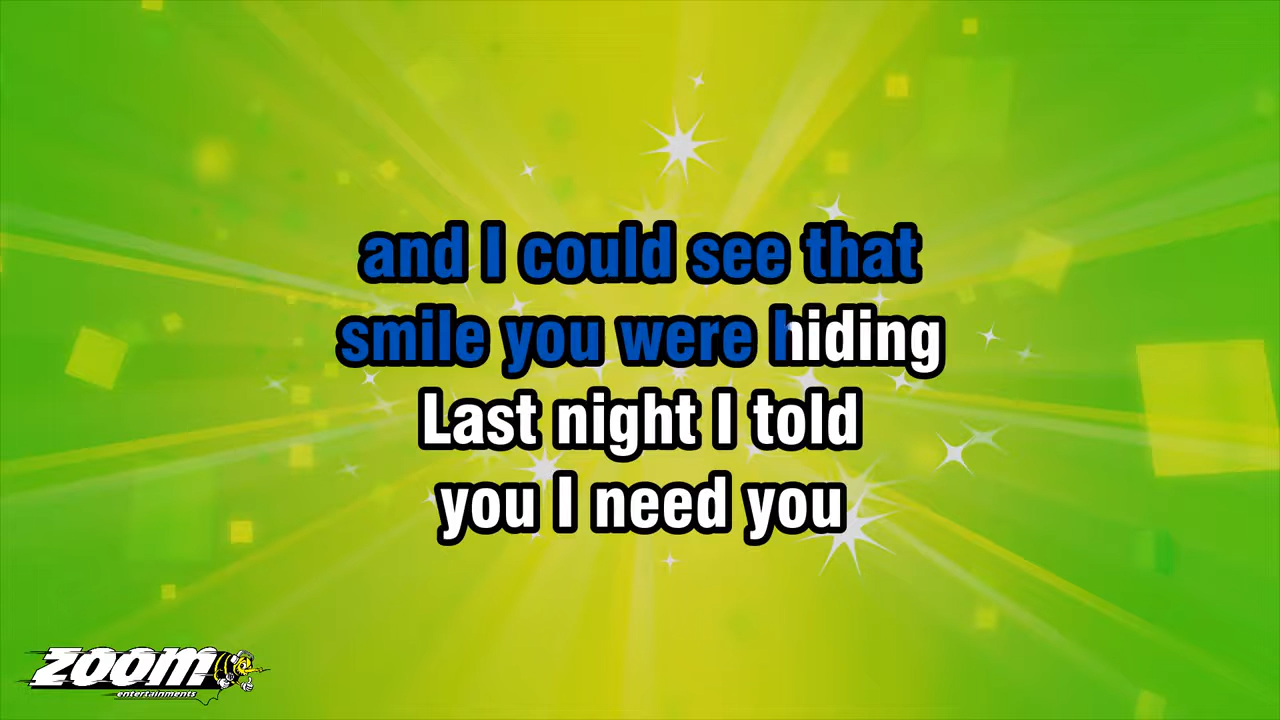 and I could see that
smile you were hiding
Last night I told
you I need you
ZOOM
entertainments